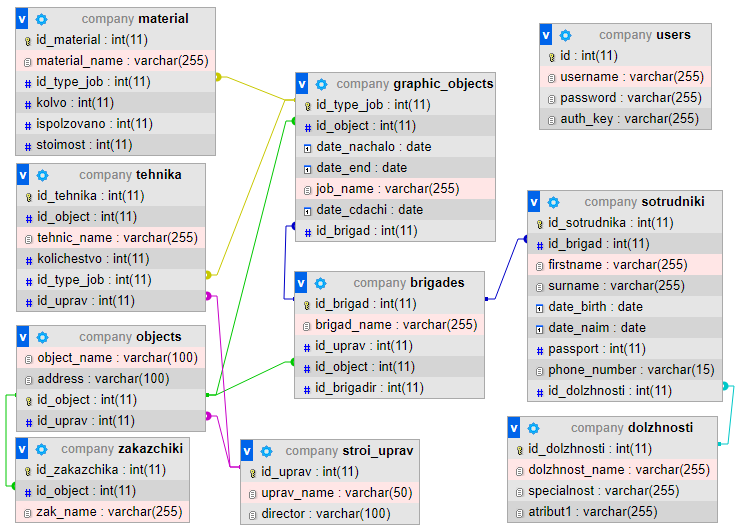 v company material
id_material : int(11)
material_name : varchar(255)
# id_type_job : int(11)
# kolvo : int(11)
# ispolzovano : int(11)
# stoimost : int(11)
v company tehnika
id_tehnika : int(11)
# id_object : int(11)
tehnic_name : varchar(255)
# kolichestvo : int(11)
# id_type_job : int(11)
# id_uprav : int(11)
v company objects
object_name : varchar(100)
address : varchar(100)
id_object : int(11)
# id_uprav : int(11)
v company zakazchiki
id_zakazchika : int(11)
# id_object : int(11)
zak_name : varchar(255)
v company graphic_objects
id_type_job : int(11)
# id_object : int(11)
date_nachalo : date
date_end : date
job_name : varchar(255)
date_cdachi : date
# id_brigad : int(11)
v company brigades
id_brigad : int(11)
brigad_name : varchar(255)
# id_uprav : int(11)
# id_object : int(11)
# id_brigadir : int(11)
v company stroi_uprav
id_uprav : int(11)
uprav_name : varchar(50)
director : varchar(100)
v company users
id : int(11)
username : varchar(255)
password : varchar(255)
auth_key : varchar(255)
v company sotrudniki
id_sotrudnika : int(11)
# id_brigad : int(11)
firstname : varchar(255)
surname : varchar(255)
date_birth : date
date_naim : date
# passport : int(11)
phone_number : varchar(15)
# id_dolzhnosti : int(11)
v company dolzhnosti
id_dolzhnosti : int(11)
dolzhnost_name : varchar(255)
specialnost : varchar(255)
atribut1 : varchar(255)